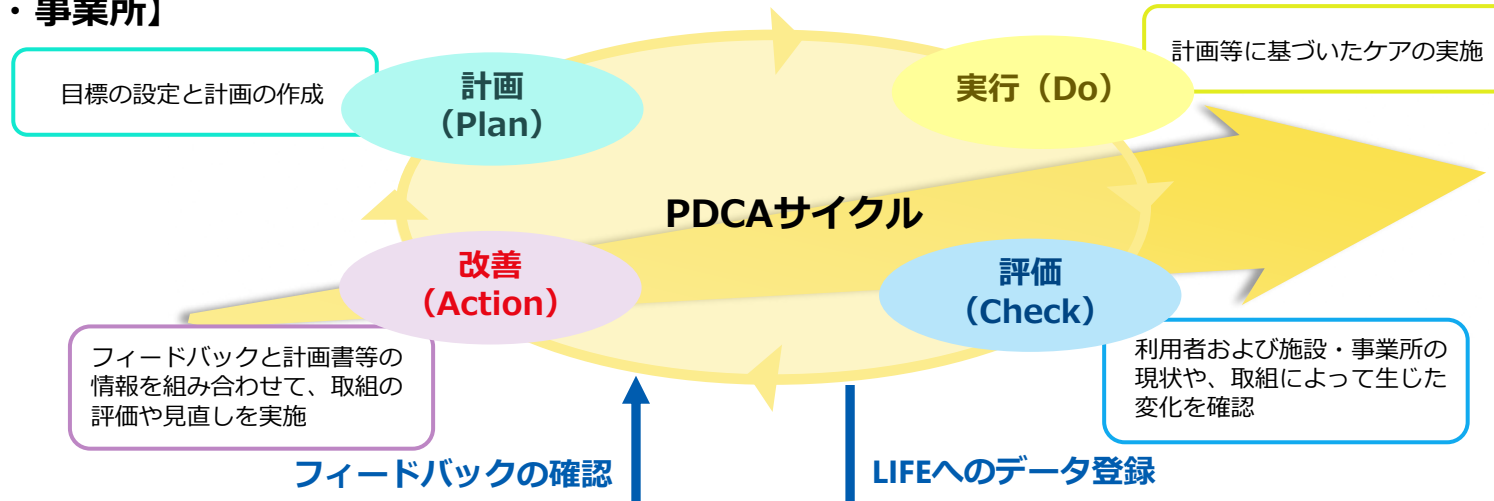 ・事業所】
目標の設定と計画の作成
計画
（Plan）
実行（Do）
計画等に基づいたケアの実施
PDCAサイクル
改善
（Action）
評価
（Check）
フィードバックと計画書等の
情報を組み合わせて、取組の
評価や見直しを実施
利用者および施設・事業所の
現状や、取組によって生じた
変化を確認
フィードバックの確認
LIFEへのデータ登録